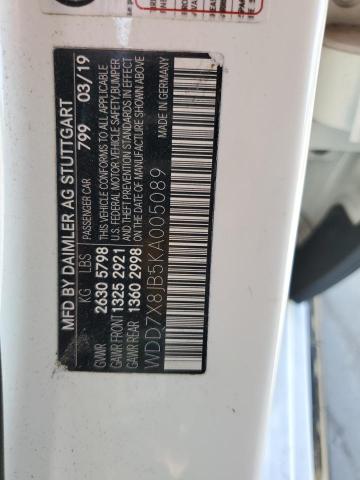 MFD BY DAIMLER AG STUTTGART
PASSENGER CAR 799 03/19
KG LBS
GVWR 2630 5798
GAWR FRONT 1325 2921
GAWR REAR 1360 2998
THIS VEHICLE CONFORMS TO ALL APPLICABLE
U.S. FEDERAL MOTOR VEHICLE SAFETY, BUMPER
AND THEFT PREVENTION STANDARDS IN EFFECT
ON THE DATE OF MANUFACTURE SHOWN ABOVE
WDD7X8JB5KA005089
MADE IN GERMANY